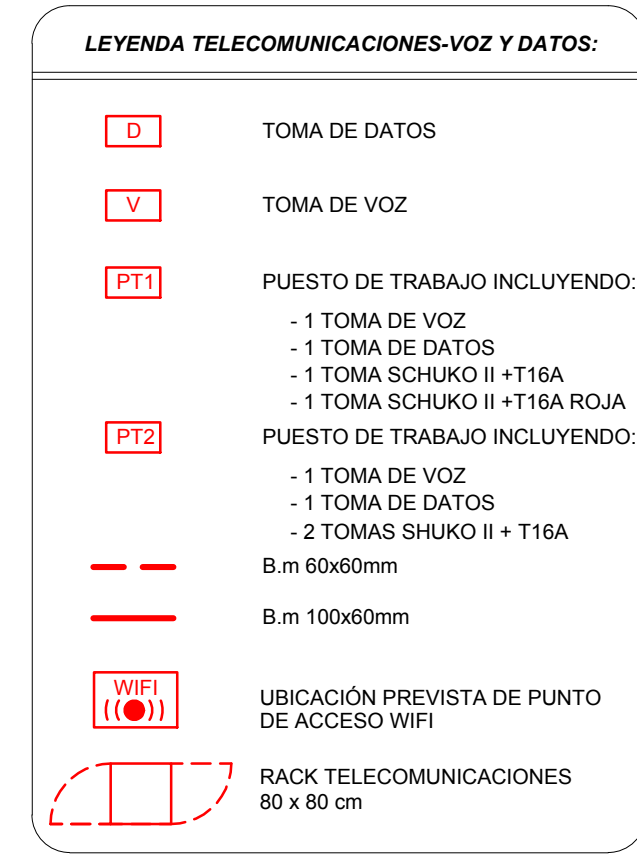 LEYENDA TELECOMUNICACIONES-VOZ Y DATOS:
D TOMA DE DATOS
V TOMA DE VOZ
PT1 PUESTO DE TRABAJO INCLUYENDO:
- 1 TOMA DE VOZ
- 1 TOMA DE DATOS
- 1 TOMA SCHUKO II +T16A
- 1 TOMA SCHUKO II +T16A ROJA
PT2 PUESTO DE TRABAJO INCLUYENDO:
- 1 TOMA DE VOZ
- 1 TOMA DE DATOS
- 2 TOMAS SHUKO II + T16A
B.m 60x60mm
B.m 100x60mm
WIFI
UBICACIÓN PREVISTA DE PUNTO
DE ACCESO WIFI
RACK TELECOMUNICACIONES
80 x 80 cm